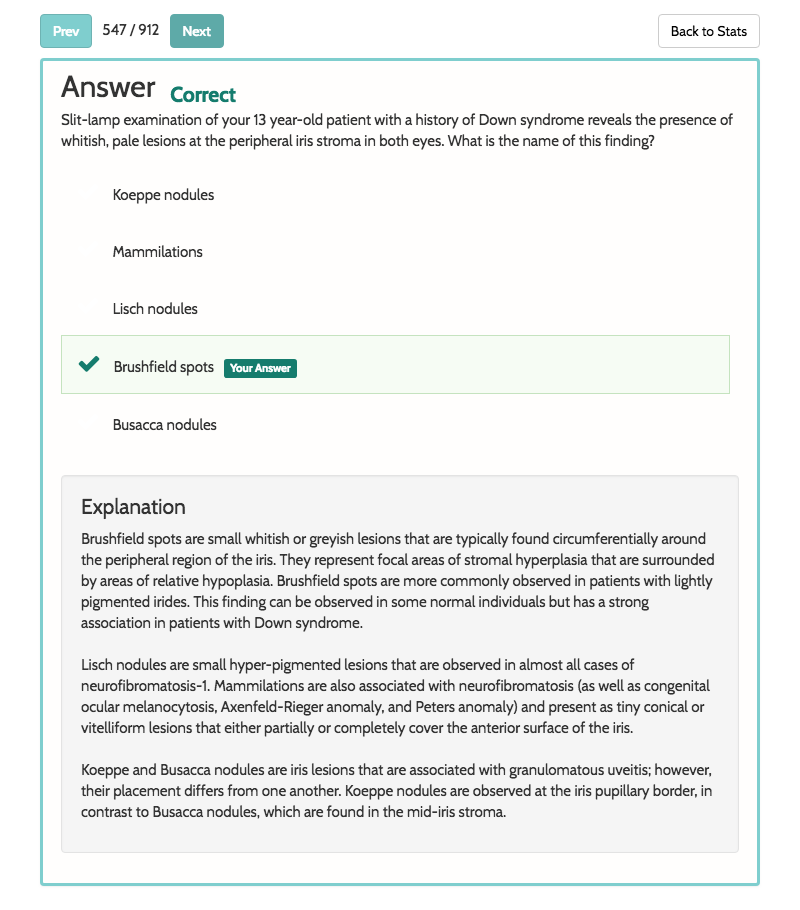 Prev 547 / 912 Next Back to Stats
Answer Correct
Slit-lamp examination of your 13 year-old patient with a history of Down syndrome reveals the presence of
whitish, pale lesions at the peripheral iris stroma in both eyes. What is the name of this finding?
Koeppe nodules
Mammilations
Lisch nodules
Brushfield spots Your Answer
Busacca nodules
Explanation
Brushfield spots are small whitish or greyish lesions that are typically found circumferentially around
the peripheral region of the iris. They represent focal areas of stromal hyperplasia that are surrounded
by areas of relative hypoplasia. Brushfield spots are more commonly observed in patients with lightly
pigmented irides. This finding can be observed in some normal individuals but has a strong
association in patients with Down syndrome.
Lisch nodules are small hyper-pigmented lesions that are observed in almost all cases of
neurofibromatosis-1. Mammilations are also associated with neurofibromatosis (as well as congenital
ocular melanocytosis, Axenfeld-Rieger anomaly, and Peters anomaly) and present as tiny conical or
vitelliform lesions that either partially or completely cover the anterior surface of the iris.
Koeppe and Busacca nodules are iris lesions that are associated with granulomatous uveitis; however,
their placement differs from one another. Koeppe nodules are observed at the iris pupillary border, in
contrast to Busacca nodules, which are found in the mid-iris stroma.